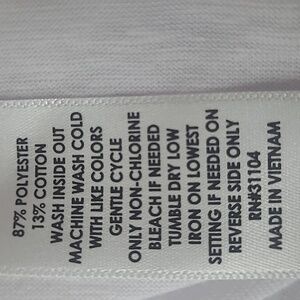 87% POLYESTER
13% COTTON
WASH INSIDE OUT
MACHINE WASH COLD
WITH LIKE COLORS
GENTLE CYCLE
ONLY NON-CHLORINE
BLEACH IF NEEDED
TUMBLE DRY LOW
IRON ON LOWEST
SETTING IF NEEDED ON
REVERSE SIDE ONLY
RN#31104
MADE IN VIETNAM